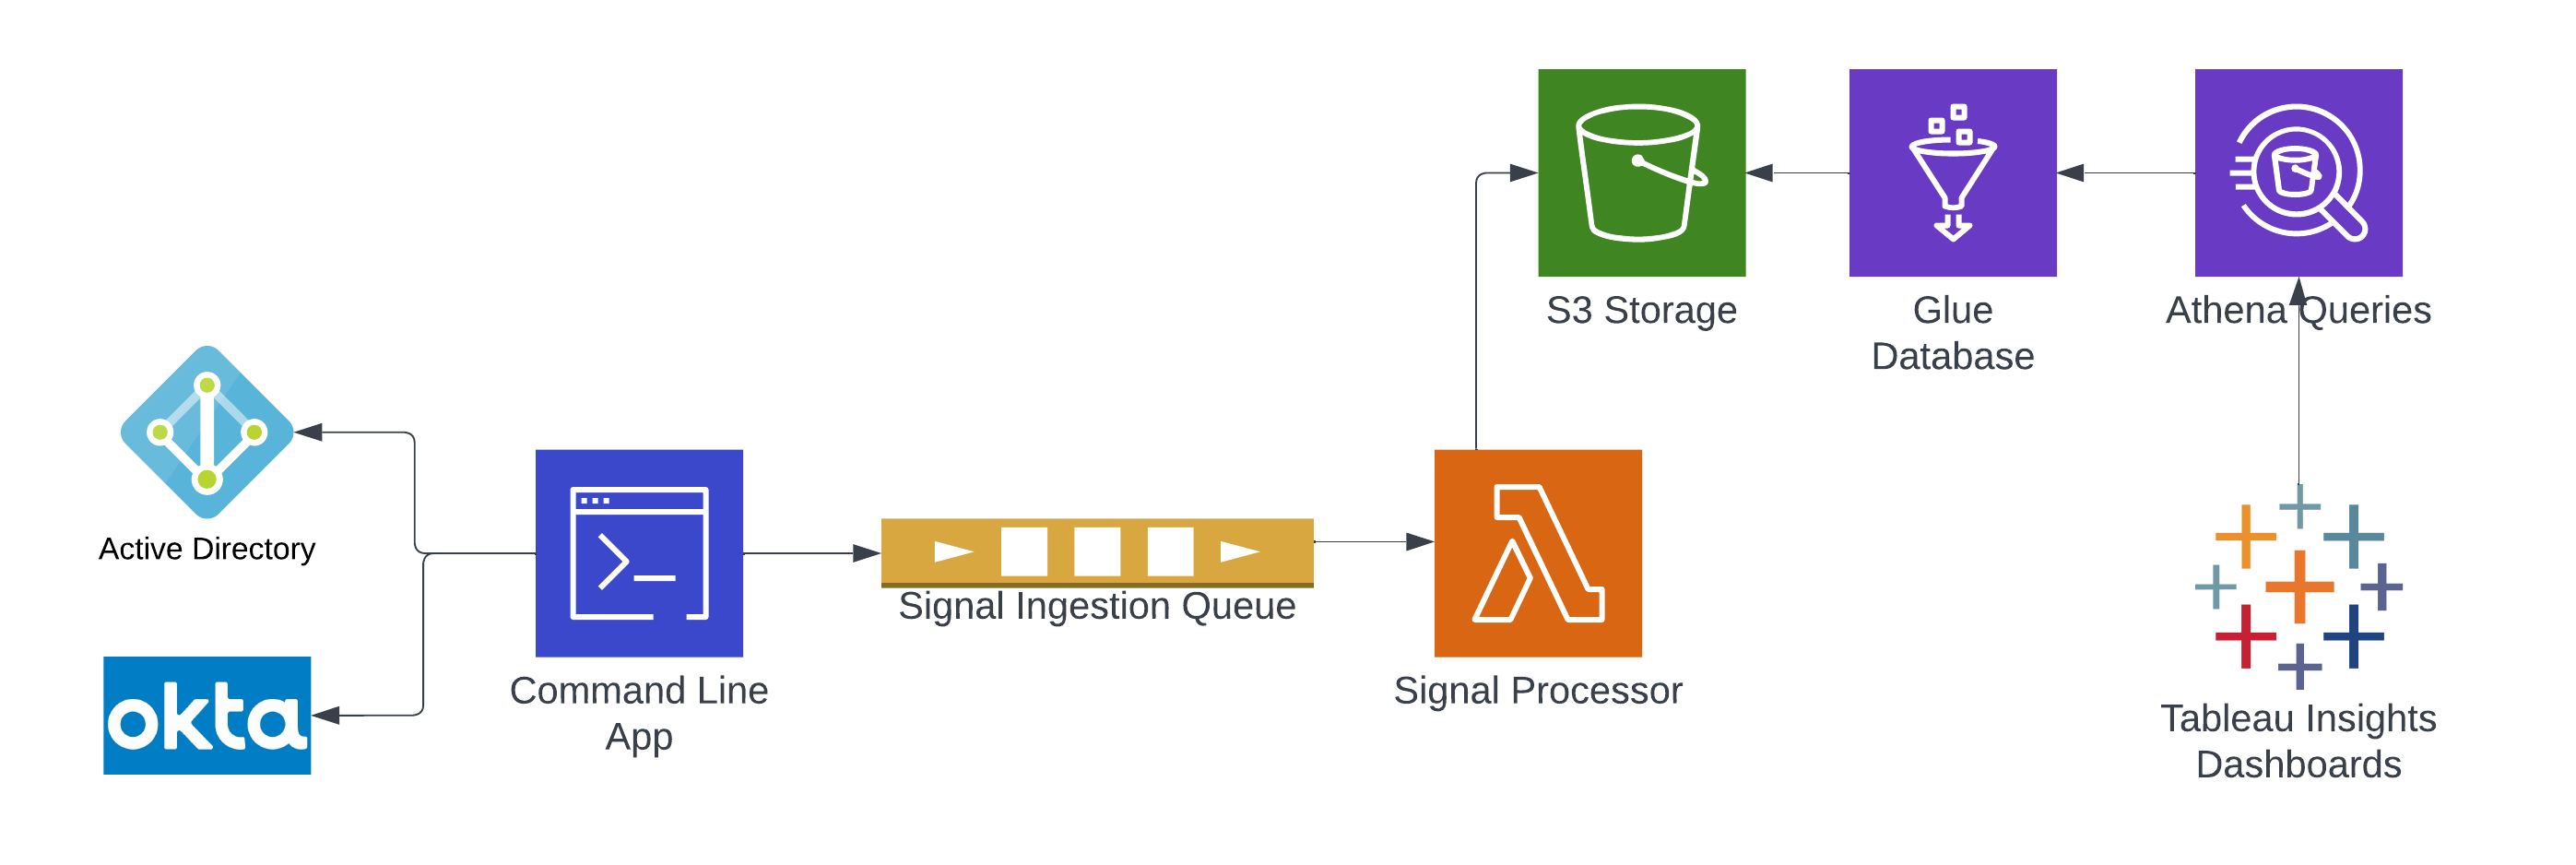 S3 Storage
Glue
Database
Athena Queries
Active Directory
okta
Command Line
App
Signal Ingestion Queue
Signal Processor
Tableau Insights
Dashboards